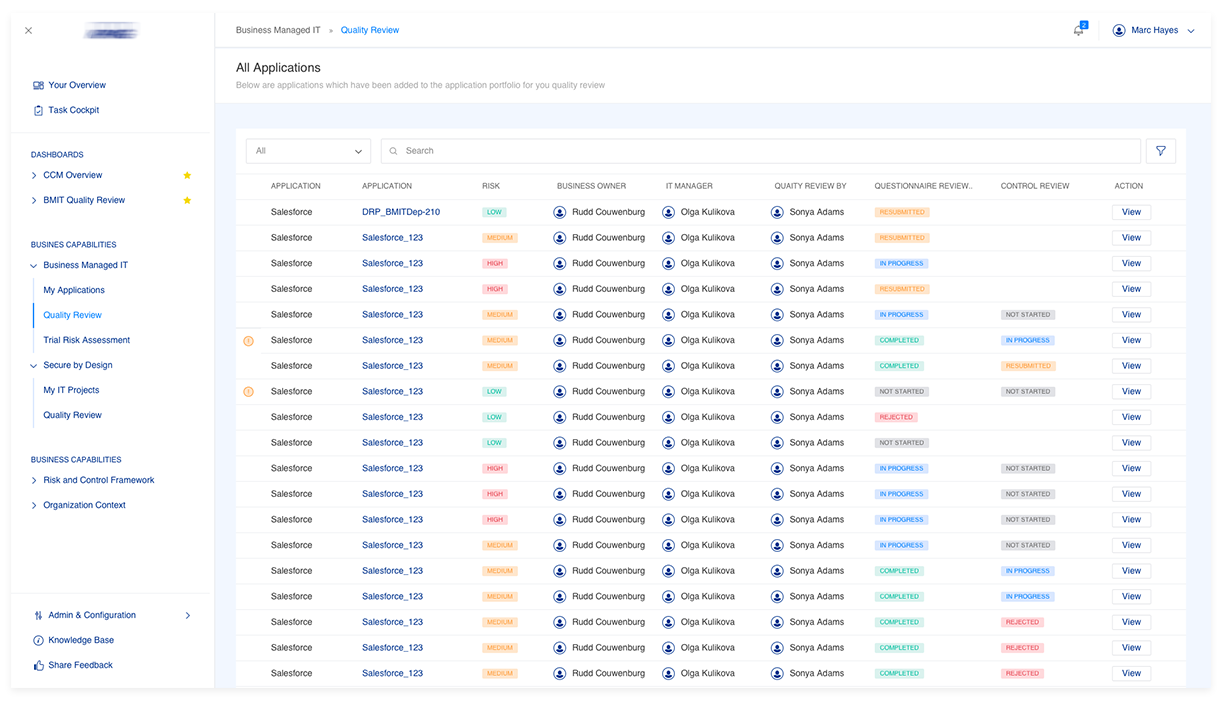 Business Managed IT » Quality Review
2
Marc Hayes
Your Overview
Task Cockpit
DASHBOARDS
CCM Overview
BMIT Quality Review
BUSINES CAPABILITIES
Business Managed IT
My Applications
Quality Review
Trial Risk Assessment
Secure by Design
My IT Projects
Quality Review
BUSINESS CAPABILITIES
Risk and Control Framework
Organization Context
Admin & Configuration
Knowledge Base
Share Feedback
All Applications
Below are applications which have been added to the application portfolio for you quality review
All
Search
APPLICATION APPLICATION RISK BUSINESS OWNER IT MANAGER QUAITY REVIEW BY QUESTIONNAIRE REVIEW.. CONTROL REVIEW ACTION
Salesforce DRP_BMITDep-210 LOW Rudd Couwenburg Olga Kulikova Sonya Adams RESUBMITTED View
Salesforce Salesforce_123 MEDIUM Rudd Couwenburg Olga Kulikova Sonya Adams RESUBMITTED View
Salesforce Salesforce_123 HIGH Rudd Couwenburg Olga Kulikova Sonya Adams IN PROGRESS View
Salesforce Salesforce_123 HIGH Rudd Couwenburg Olga Kulikova Sonya Adams RESUBMITTED View
Salesforce Salesforce_123 MEDIUM Rudd Couwenburg Olga Kulikova Sonya Adams IN PROGRESS NOT STARTED View
Salesforce Salesforce_123 MEDIUM Rudd Couwenburg Olga Kulikova Sonya Adams COMPLETED IN PROGRESS View
Salesforce Salesforce_123 MEDIUM Rudd Couwenburg Olga Kulikova Sonya Adams COMPLETED RESUBMITTED View
Salesforce Salesforce_123 LOW Rudd Couwenburg Olga Kulikova Sonya Adams NOT STARTED NOT STARTED View
Salesforce Salesforce_123 LOW Rudd Couwenburg Olga Kulikova Sonya Adams REJECTED View
Salesforce Salesforce_123 LOW Rudd Couwenburg Olga Kulikova Sonya Adams NOT STARTED View
Salesforce Salesforce_123 HIGH Rudd Couwenburg Olga Kulikova Sonya Adams IN PROGRESS NOT STARTED View
Salesforce Salesforce_123 HIGH Rudd Couwenburg Olga Kulikova Sonya Adams IN PROGRESS NOT STARTED View
Salesforce Salesforce_123 HIGH Rudd Couwenburg Olga Kulikova Sonya Adams IN PROGRESS NOT STARTED View
Salesforce Salesforce_123 MEDIUM Rudd Couwenburg Olga Kulikova Sonya Adams IN PROGRESS NOT STARTED View
Salesforce Salesforce_123 MEDIUM Rudd Couwenburg Olga Kulikova Sonya Adams COMPLETED IN PROGRESS View
Salesforce Salesforce_123 MEDIUM Rudd Couwenburg Olga Kulikova Sonya Adams COMPLETED IN PROGRESS View
Salesforce Salesforce_123 MEDIUM Rudd Couwenburg Olga Kulikova Sonya Adams COMPLETED REJECTED View
Salesforce Salesforce_123 MEDIUM Rudd Couwenburg Olga Kulikova Sonya Adams COMPLETED REJECTED View
Salesforce Salesforce_123 MEDIUM Rudd Couwenburg Olga Kulikova Sonya Adams COMPLETED REJECTED View